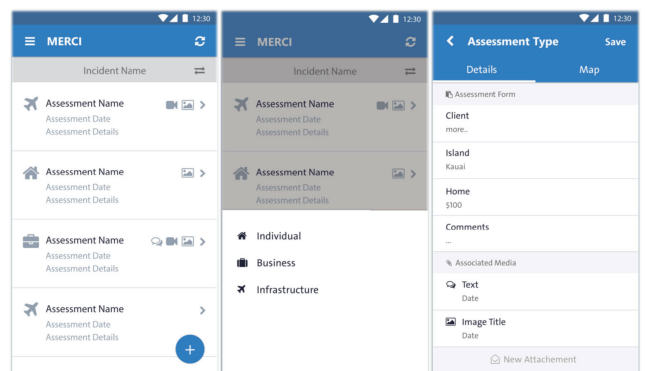 12:30
MERCI
Incident Name
Assessment Name
Assessment Date
Assessment Details
Assessment Name
Assessment Date
Assessment Details
Assessment Name
Assessment Date
Assessment Details
Assessment Name
Assessment Date
Assessment Details
+
12:30
MERCI
Incident Name
Assessment Name
Assessment Date
Assessment Details
Assessment Name
Assessment Date
Assessment Details
Individual
Business
Infrastructure
12:30
Assessment Type Save
Details Map
Assessment Form
Client
more..
Island
Kauai
Home
$100
Comments
...
Associated Media
Text
Date
Image Title
Date
New Attachement